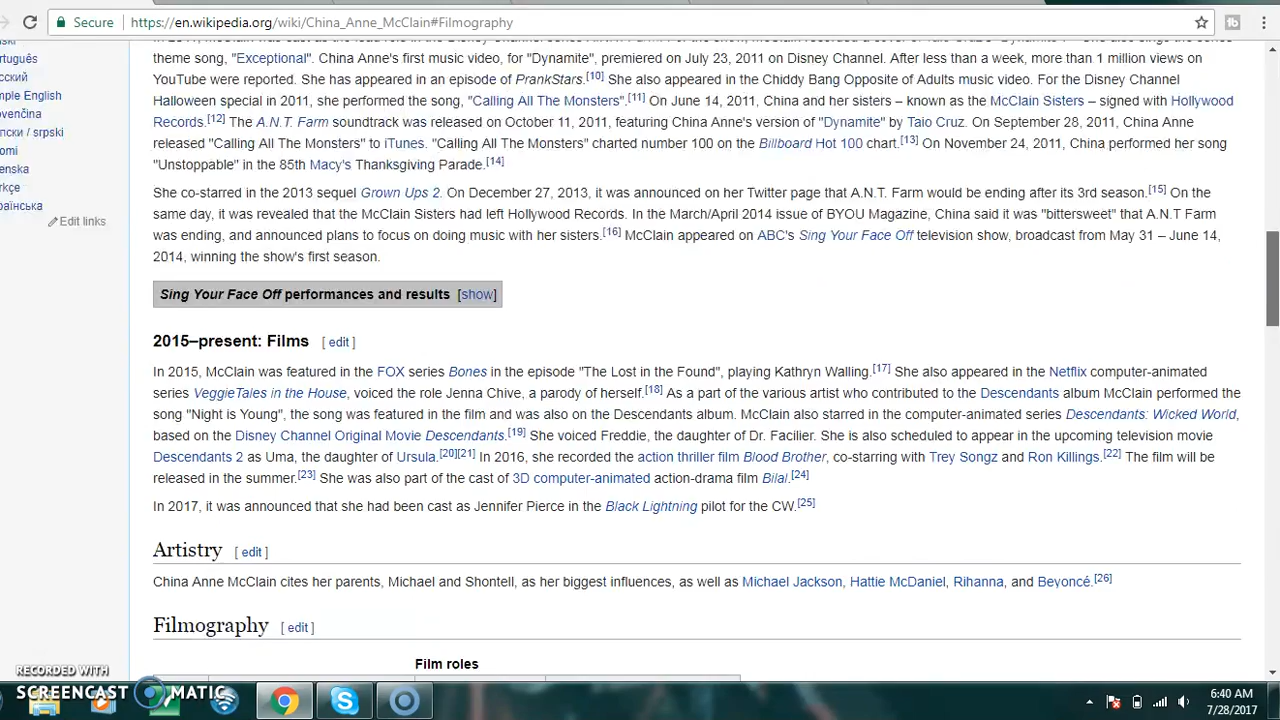 Secure https://en.wikipedia.org/wiki/China_Anne_McClain#Filmography
theme song, "Exceptional". China Anne's first music video, for "Dynamite", premiered on July 23, 2011 on Disney Channel. After less than a week, more than 1 million views on
YouTube were reported. She has appeared in an episode of PrankStars.[10] She also appeared in the Chiddy Bang Opposite of Adults music video. For the Disney Channel
Halloween special in 2011, she performed the song, "Calling All The Monsters".[11] On June 14, 2011, China and her sisters – known as the McClain Sisters – signed with Hollywood
Records.[12] The A.N.T. Farm soundtrack was released on October 11, 2011, featuring China Anne's version of "Dynamite" by Taio Cruz. On September 28, 2011, China Anne
released "Calling All The Monsters" to iTunes. "Calling All the Monsters" charted number 100 on the Billboard Hot 100 chart.[13] On November 24, 2011, China performed her song
"Unstoppable" in the 85th Macy's Thanksgiving Parade.[14]
She co-starred in the 2013 sequel Grown Ups 2. On December 27, 2013, it was announced on her Twitter page that A.N.T. Farm would be ending after its 3rd season.[15] On the
same day, it was revealed that the McClain Sisters had left Hollywood Records. In the March/April 2014 issue of BYOU Magazine, China said it was "bittersweet" that A.N.T Farm
was ending, and announced plans to focus on doing music with her sisters.[16] McClain appeared on ABC's Sing Your Face Off television show, broadcast from May 31 – June 14,
2014, winning the show's first season.
Sing Your Face Off performances and results [show]
2015–present: Films [ edit ]
In 2015, McClain was featured in the FOX series Bones in the episode "The Lost in the Found", playing Kathryn Walling.[17] She also appeared in the Netflix computer-animated
series VeggieTales in the House, voiced the role Jenna Chive, a parody of herself.[18] As a part of the various artist who contributed to the Descendants album McClain performed the
song "Night is Young", the song was featured in the film and was also on the Descendants album. McClain also starred in the computer-animated series Descendants: Wicked World,
based on the Disney Channel Original Movie Descendants.[19] She voiced Freddie, the daughter of Dr. Facilier. She is also scheduled to appear in the upcoming television movie
Descendants 2 as Uma, the daughter of Ursula.[20][21] In 2016, she recorded the action thriller film Blood Brother, co-starring with Trey Songz and Ron Killings.[22] The film will be
released in the summer.[23] She was also part of the cast of 3D computer-animated action-drama film Bilal.[24]
In 2017, it was announced that she had been cast as Jennifer Pierce in the Black Lightning pilot for the CW.[25]
Artistry [ edit ]
China Anne McClain cites her parents, Michael and Shontell, as her biggest influences, as well as Michael Jackson, Hattie McDaniel, Rihanna, and Beyoncé.[26]
Filmography [ edit ]
Film roles
Edit links
RECORDED WITH
SCREENCAST MATIC
6:40 AM
7/28/2017